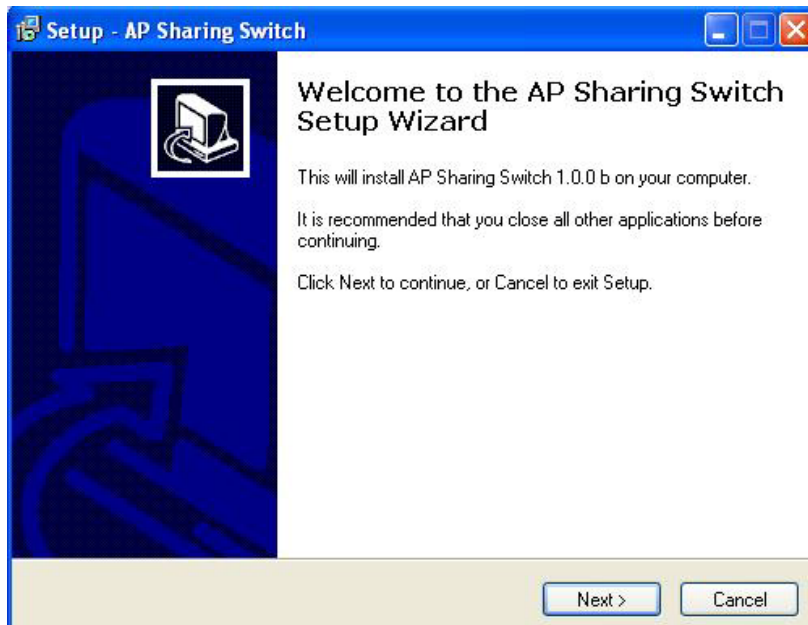 Setup - AP Sharing Switch
Welcome to the AP Sharing Switch
Setup Wizard
This will install AP Sharing Switch 1.0.0 b on your computer.
It is recommended that you close all other applications before
continuing.
Click Next to continue, or Cancel to exit Setup.
Next >
Cancel